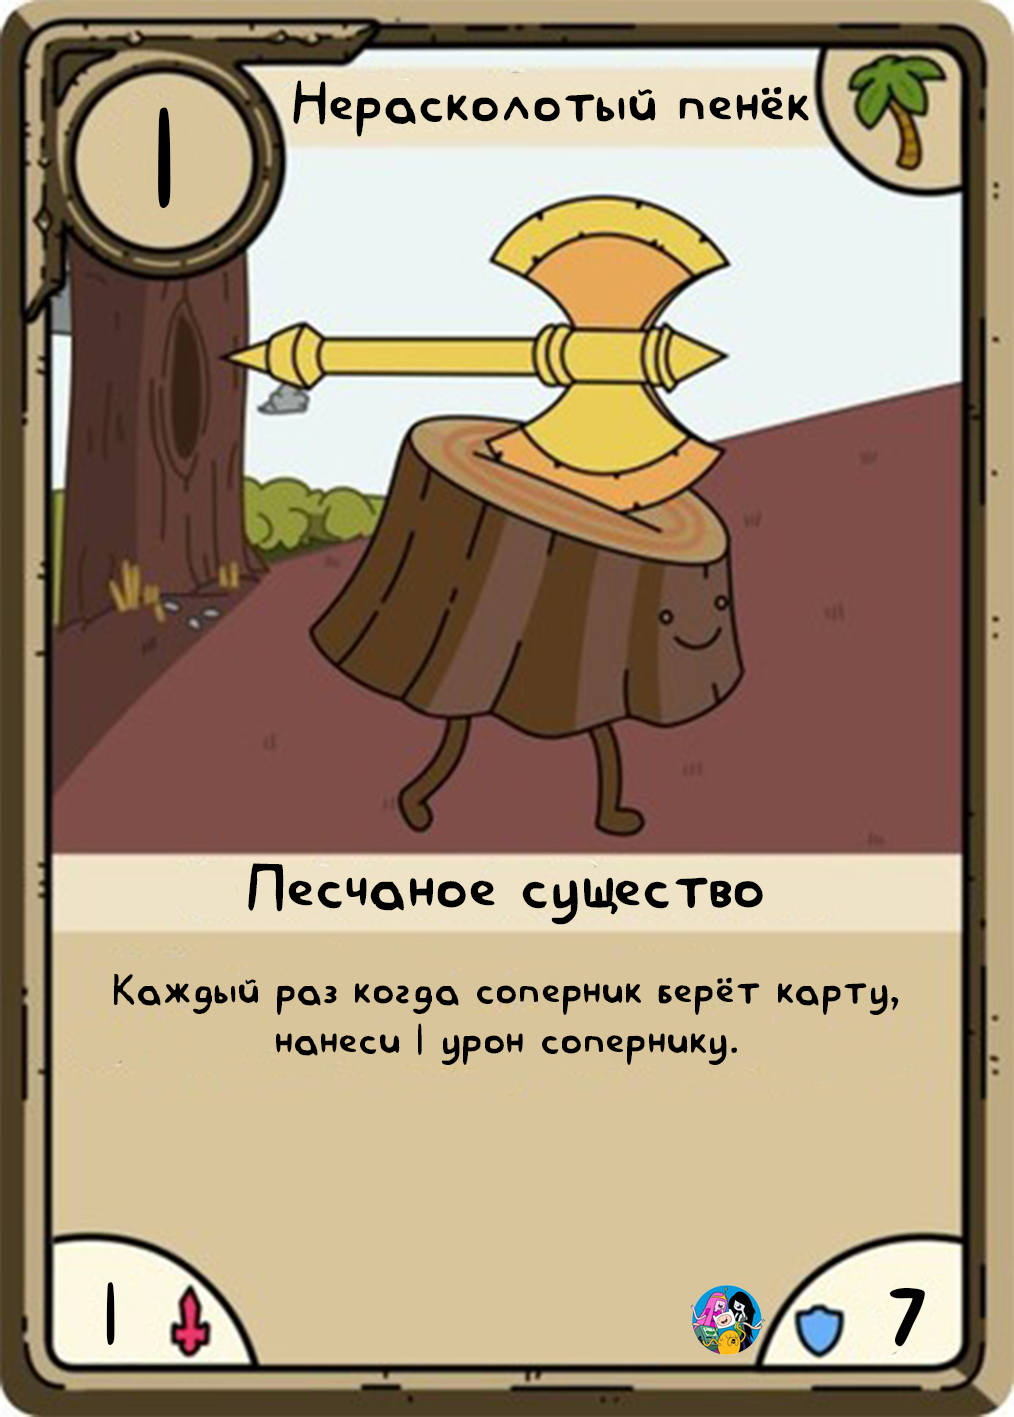 1
Нерасколотый пенёк
Песчаное существо
Каждый раз когда соперник берёт карту,
нанеси 1 урон сопернику.
1
7